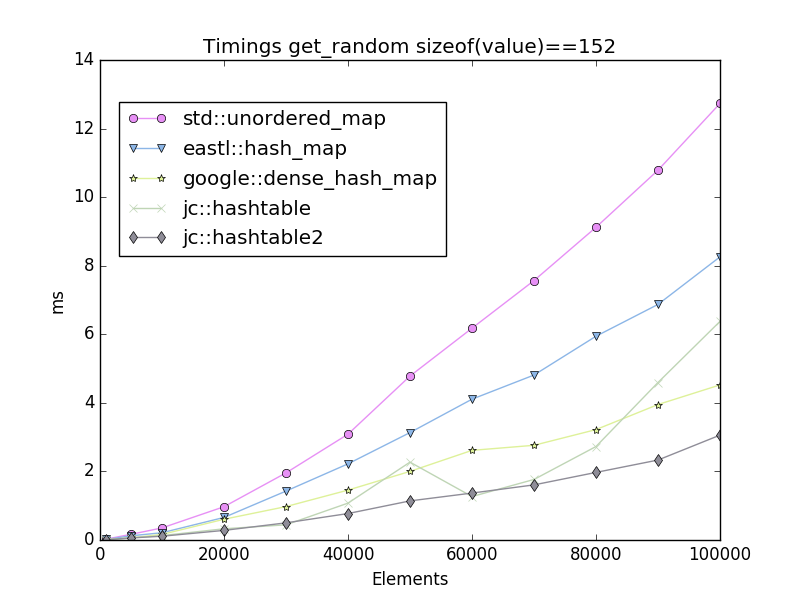 Timings get_random sizeof(value)==152
14
12
10
8
6
4
2
0
ms
std::unordered_map
eastl::hash_map
google::dense_hash_map
jc::hashtable
jc::hashtable2
0 20000 40000 60000 80000 100000
Elements